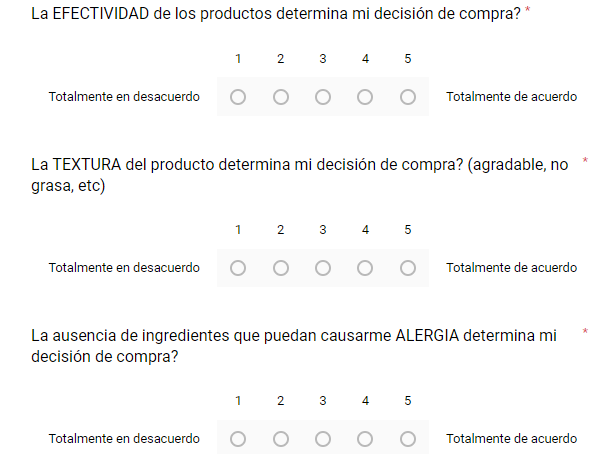 La EFECTIVIDAD de los productos determina mi decisión de compra? *
1 2 3 4 5
Totalmente en desacuerdo Totalmente de acuerdo
La TEXTURA del producto determina mi decisión de compra? (agradable, no *
grasa, etc)
1 2 3 4 5
Totalmente en desacuerdo Totalmente de acuerdo
La ausencia de ingredientes que puedan causarme ALERGIA determina mi *
decisión de compra?
1 2 3 4 5
Totalmente en desacuerdo Totalmente de acuerdo